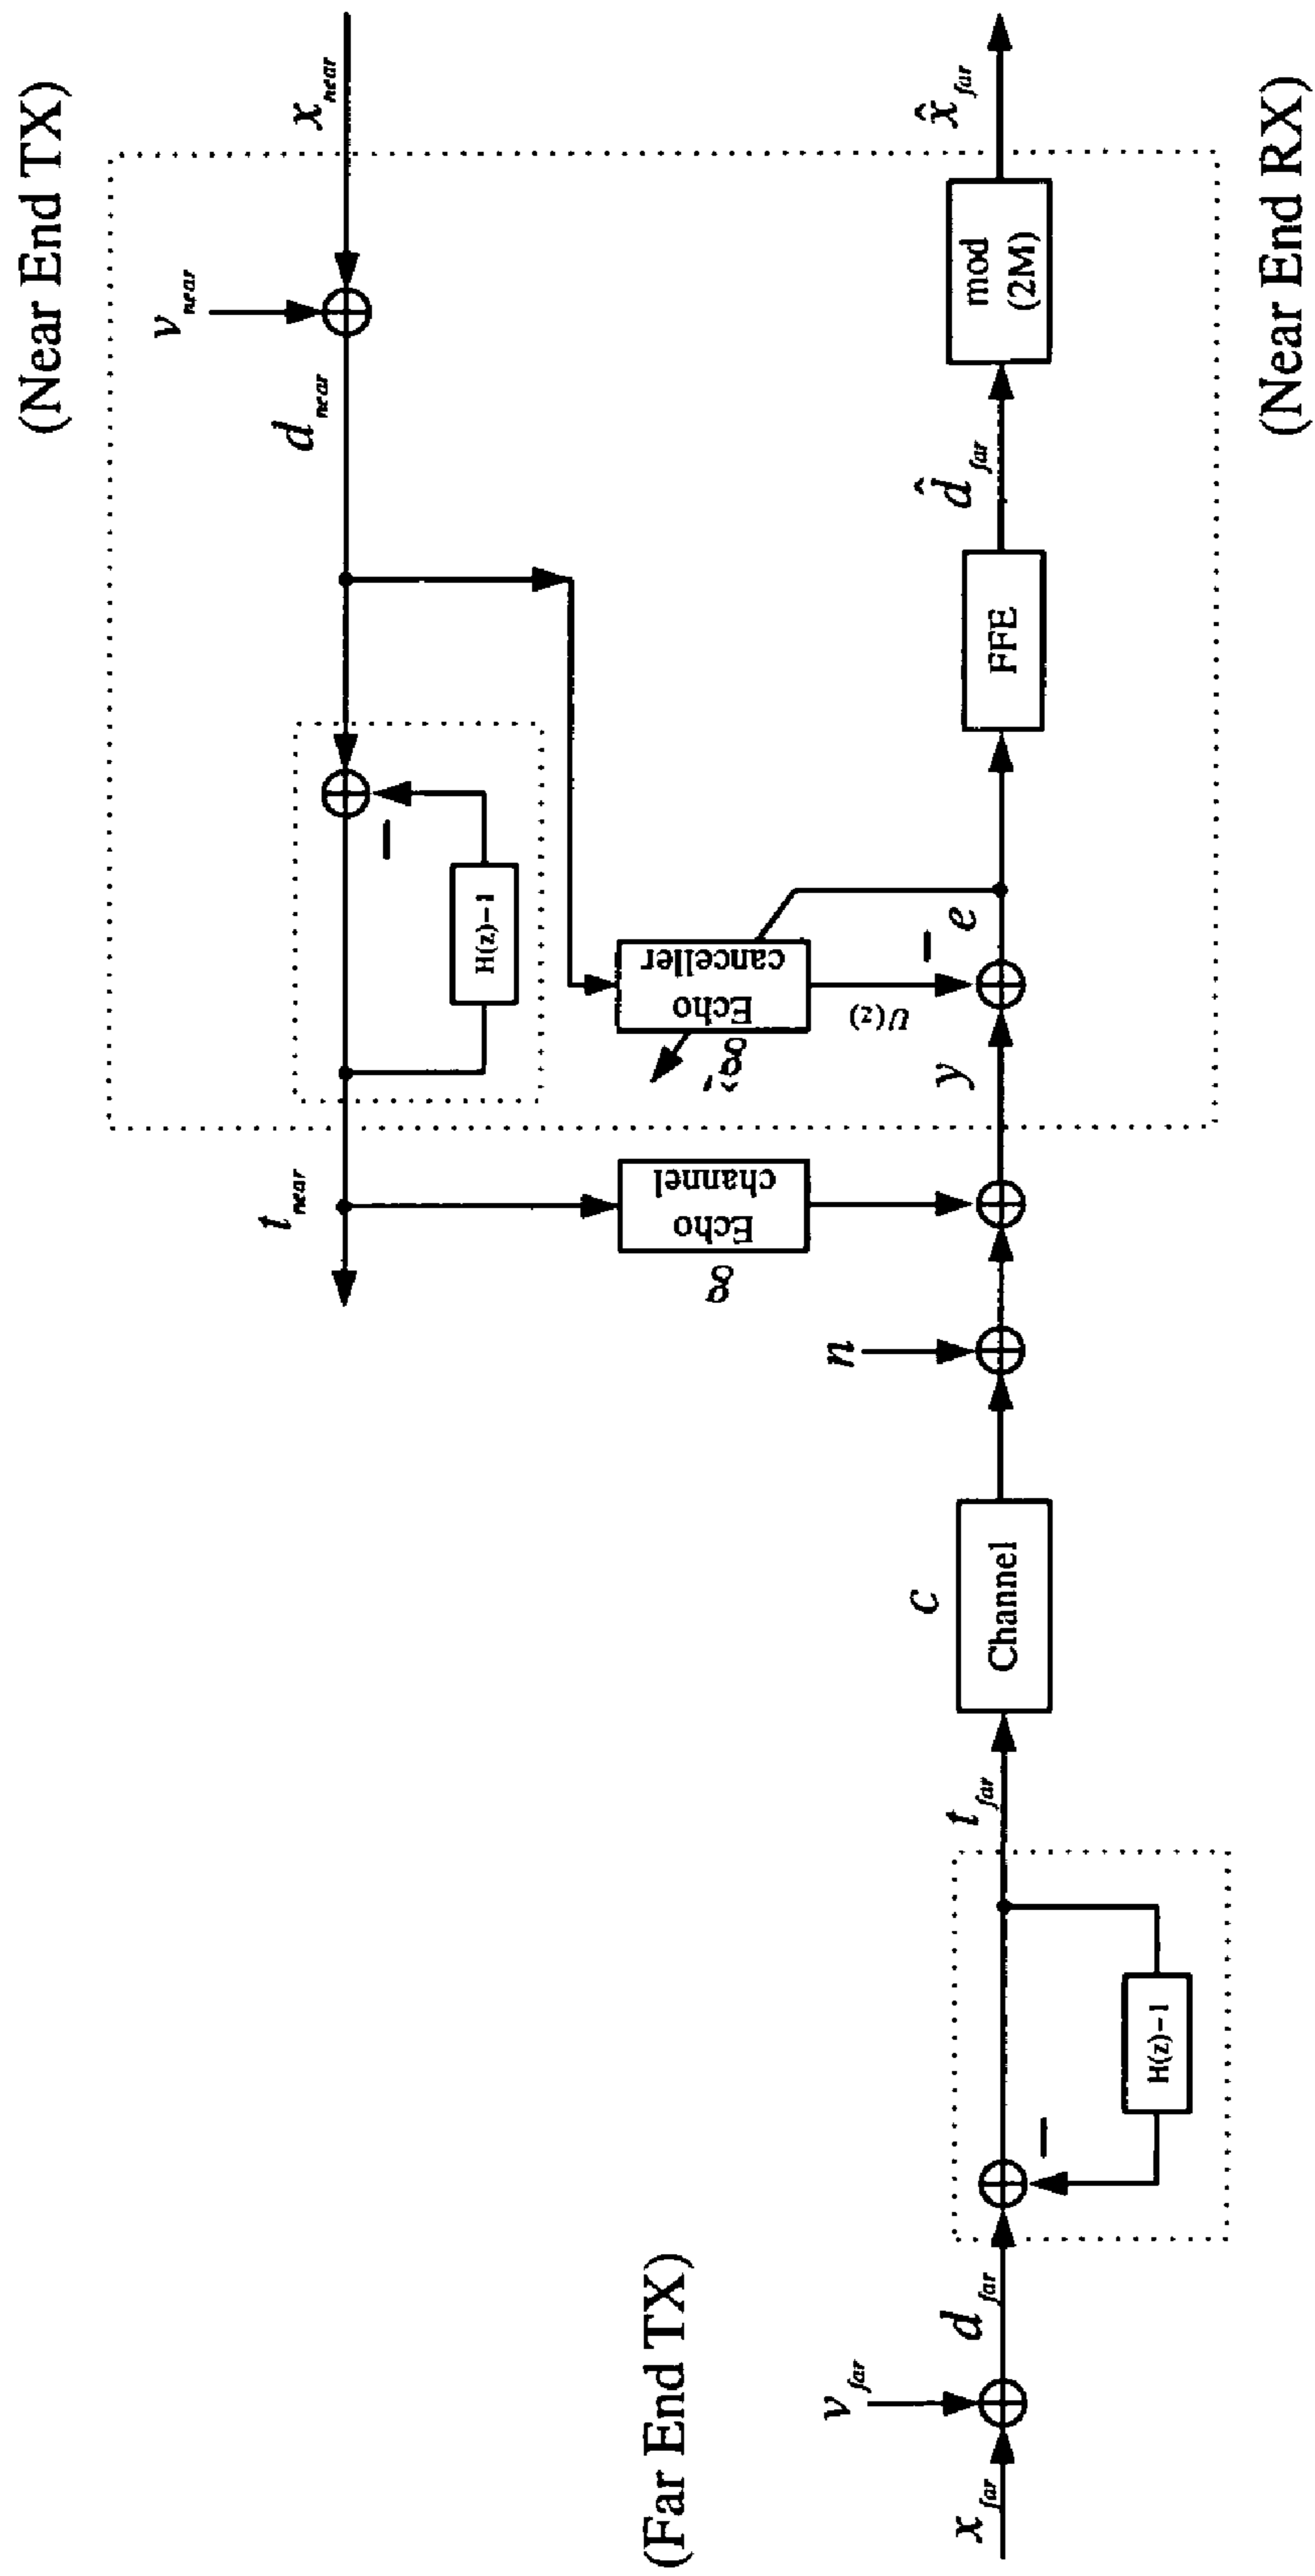 (Near End TX)
x_near
v_near
d_near
H(z)−1
t_near
Echo
canceller
ĝ'
U(z)
Echo
channel
g
(Far End TX)
x_far
v_far
d_far
H(z)−1
t_far
c
Channel
n
y
−
e
FFE
d̂_far
mod
(2M)
x̂_far
−
−
(Near End RX)